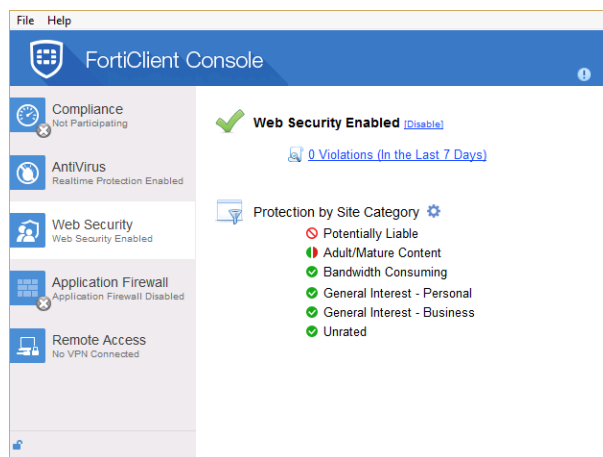 File Help
FortiClient Console
Compliance
Not Participating
AntiVirus
Realtime Protection Enabled
Web Security
Web Security Enabled
Application Firewall
Application Firewall Disabled
Remote Access
No VPN Connected
Web Security Enabled [Disable]
0 Violations (In the Last 7 Days)
Protection by Site Category
Potentially Liable
Adult/Mature Content
Bandwidth Consuming
General Interest - Personal
General Interest - Business
Unrated